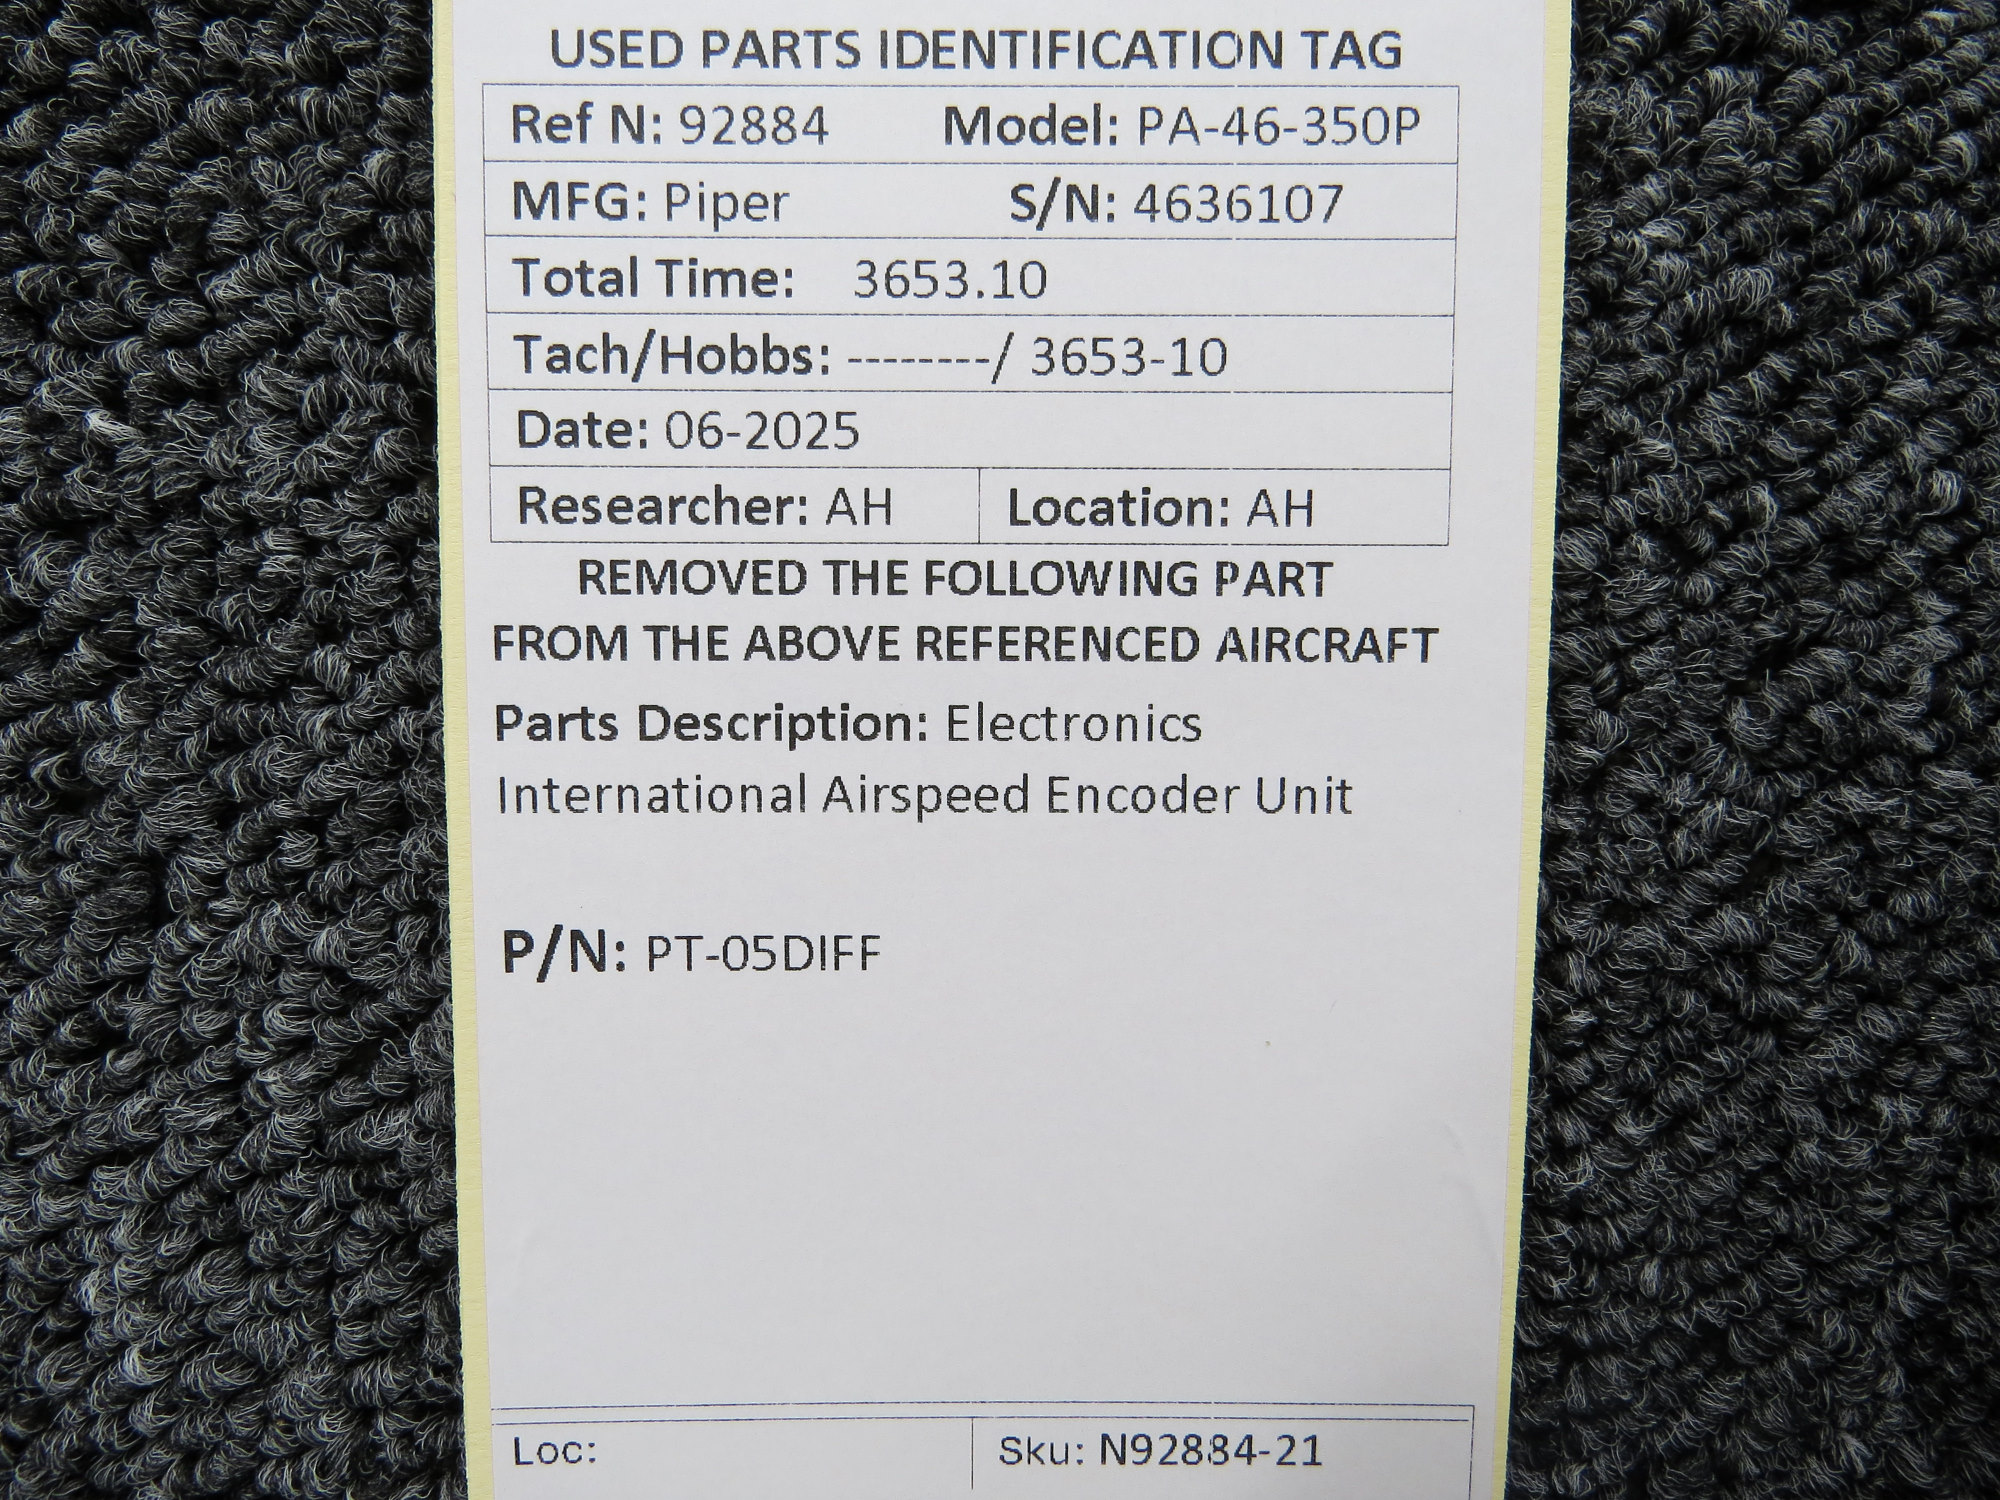 USED PARTS IDENTIFICATION TAG
Ref N: 92884 Model: PA-46-350P
MFG: Piper S/N: 4636107
Total Time: 3653.10
Tach/Hobbs: --------/ 3653-10
Date: 06-2025
Researcher: AH Location: AH
REMOVED THE FOLLOWING PART
FROM THE ABOVE REFERENCED AIRCRAFT
Parts Description: Electronics
International Airspeed Encoder Unit
P/N: PT-05DIFF
Loc: Sku: N92884-21